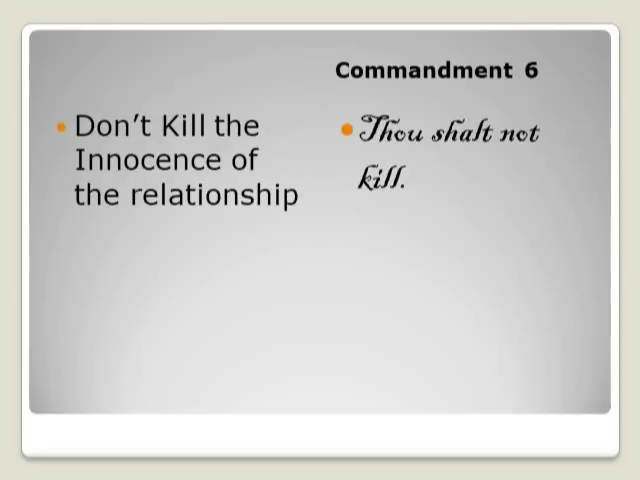 Commandment 6
• Don’t Kill the
Innocence of
the relationship
• Thou shalt not
kill.